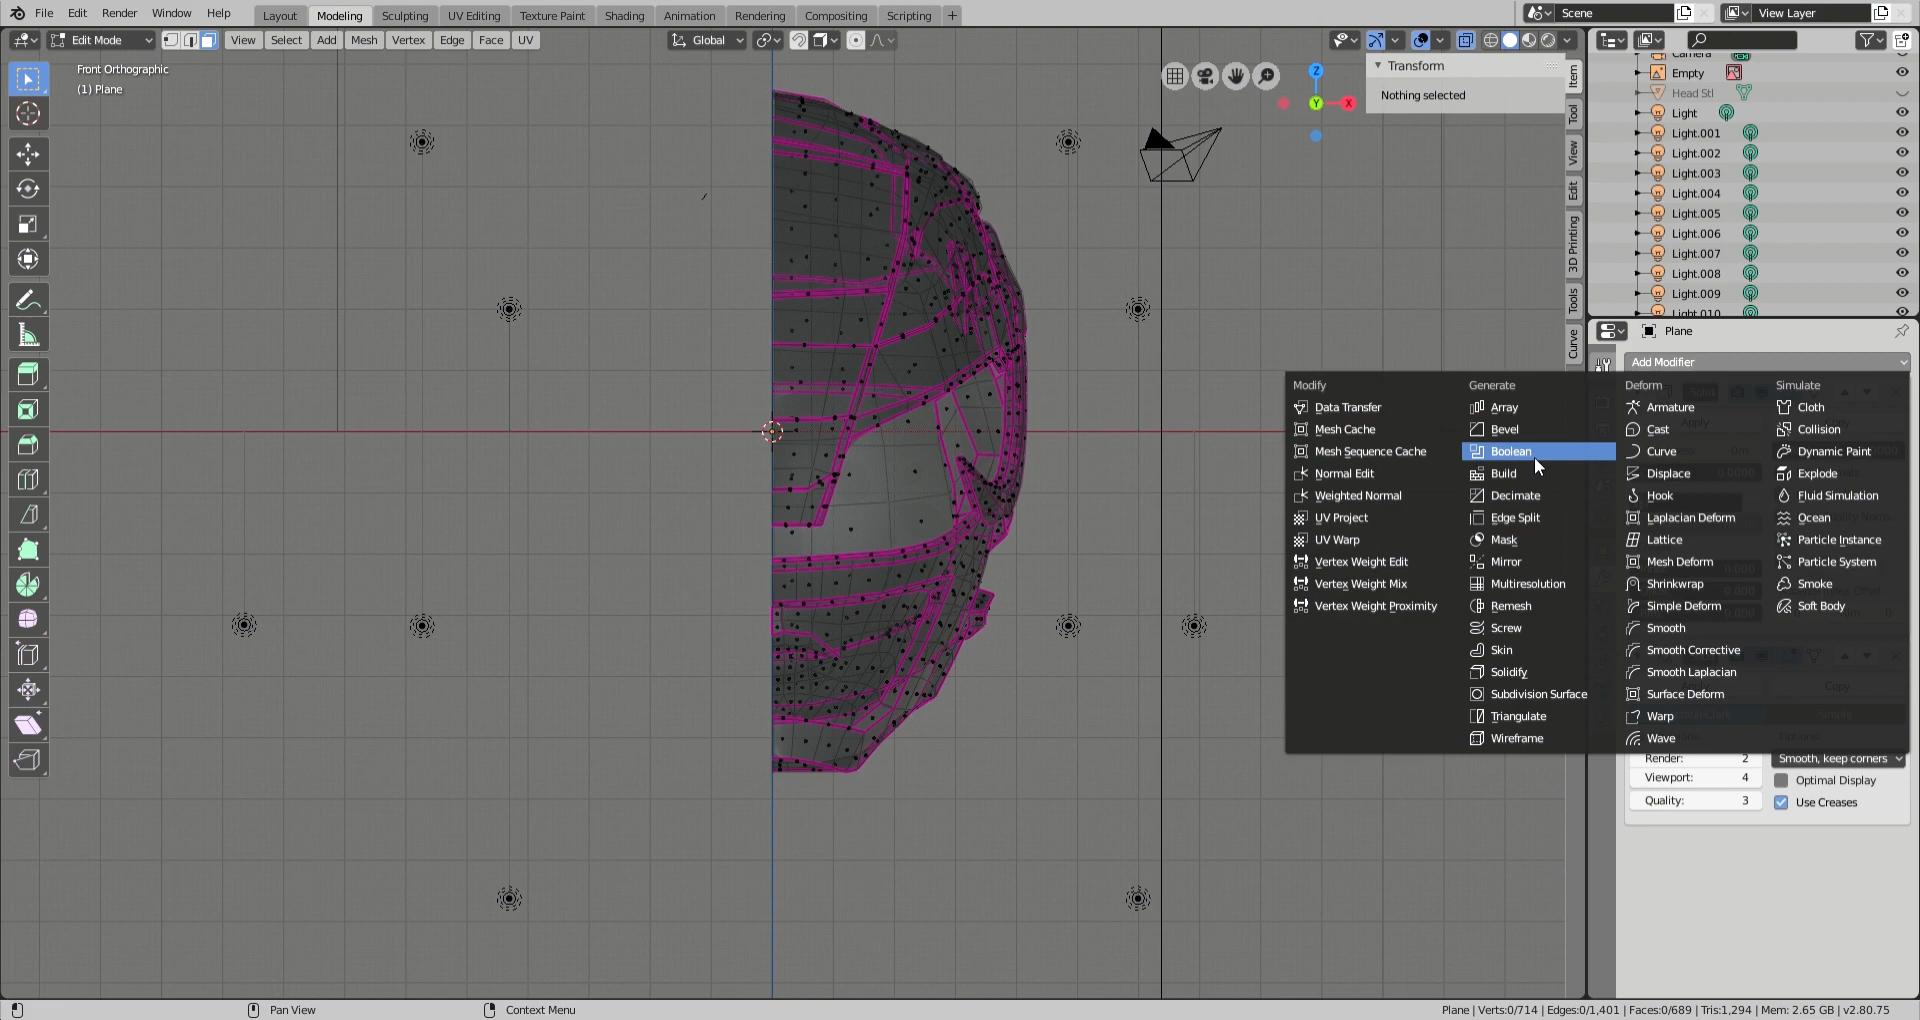 File Edit Render Window Help Layout Modeling Sculpting UV Editing Texture Paint Shading Animation Rendering Compositing Scripting + Scene View Layer
Edit Mode View Select Add Mesh Vertex Edge Face UV Global
Front Orthographic
(1) Plane
Z
Y
X
Transform
Nothing selected
Item
Tool
View
Edit
3D Printing
Tools
Curve
Camera
Empty
Head Stl
Light
Light.001
Light.002
Light.003
Light.004
Light.005
Light.006
Light.007
Light.008
Light.009
Light.010
Plane
Add Modifier
Modify
Data Transfer
Mesh Cache
Mesh Sequence Cache
Normal Edit
Weighted Normal
UV Project
UV Warp
Vertex Weight Edit
Vertex Weight Mix
Vertex Weight Proximity
Generate
Array
Bevel
Boolean
Build
Decimate
Edge Split
Mask
Mirror
Multiresolution
Remesh
Screw
Skin
Solidify
Subdivision Surface
Triangulate
Wireframe
Deform
Armature
Cast
Curve
Displace
Hook
Laplacian Deform
Lattice
Mesh Deform
Shrinkwrap
Simple Deform
Smooth
Smooth Corrective
Smooth Laplacian
Surface Deform
Warp
Wave
Simulate
Cloth
Collision
Dynamic Paint
Explode
Fluid Simulation
Ocean
Particle Instance
Particle System
Smoke
Soft Body
Copy
Render: 2
Viewport: 4
Quality: 3
Smooth, keep corners
Optimal Display
Use Creases
Pan View
Context Menu
Plane | Verts:0/714 | Edges:0/1,401 | Faces:0/689 | Tris:1,294 | Mem: 2.65 GB | v2.80.75